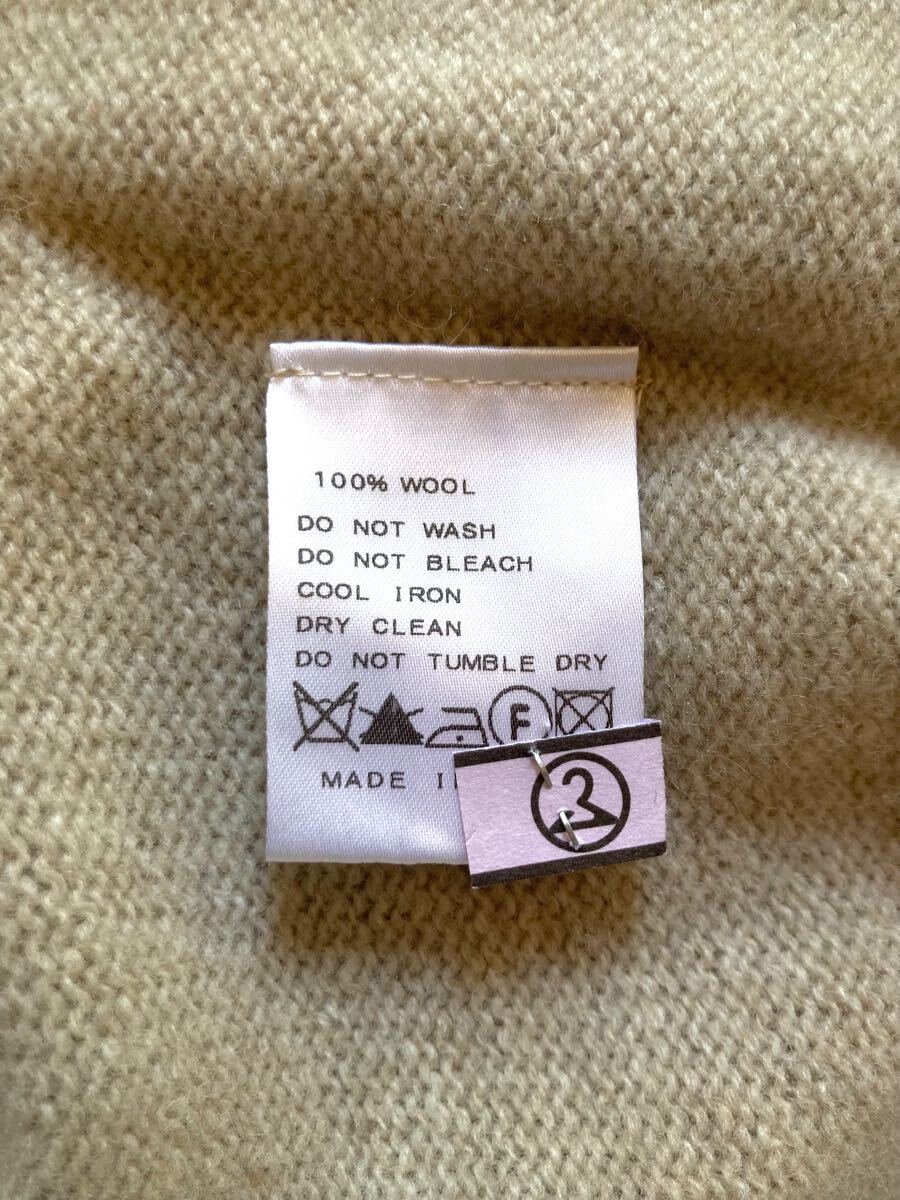 100% WOOL
DO NOT WASH
DO NOT BLEACH
COOL IRON
DRY CLEAN
DO NOT TUMBLE DRY
F
MADE